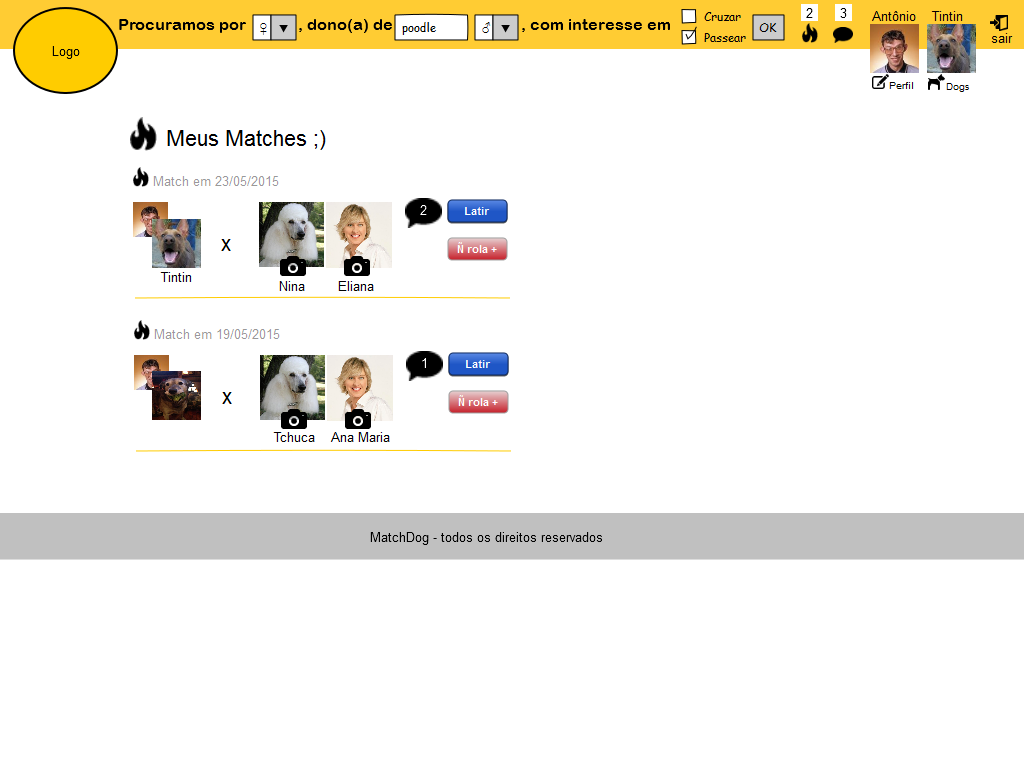 Logo
Procuramos por ♀ ▼ , dono(a) de poodle ♂ ▼ , com interesse em
Cruzar
Passear
OK
2
3
Antônio
Tintin
sair
Perfil
Dogs
Meus Matches ;)
Match em 23/05/2015
2
Latir
X
Ñ rola +
Tintin
Nina
Eliana
Match em 19/05/2015
1
Latir
X
Ñ rola +
Tchuca
Ana Maria
MatchDog - todos os direitos reservados